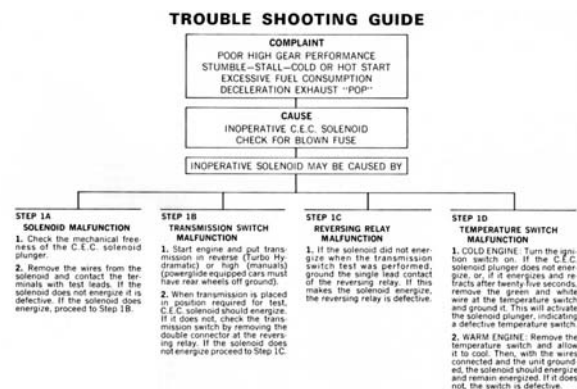 TROUBLE SHOOTING GUIDE
COMPLAINT
POOR HIGH GEAR PERFORMANCE
STUMBLE—STALL—COLD OR HOT START
EXCESSIVE FUEL CONSUMPTION
DECELERATION EXHAUST "POP"
CAUSE
INOPERATIVE C.E.C. SOLENOID
CHECK FOR BLOWN FUSE
INOPERATIVE SOLENOID MAY BE CAUSED BY
STEP 1A
SOLENOID MALFUNCTION
1. Check the mechanical free-
ness of the C.E.C. solenoid
plunger.
2. Remove the wires from the
solenoid and contact the ter-
minals with test leads. If the
solenoid does not energize it is
defective. If the solenoid does
energize, proceed to Step 1B.
STEP 1B
TRANSMISSION SWITCH
MALFUNCTION
1. Start engine and put trans-
mission in reverse (Turbo Hy-
dramatic) or high (manuals)
(powerglide equipped cars must
have rear wheels off ground).
2. When transmission is placed
in position required for test,
C.E.C. solenoid should energize.
If it does not, check the trans-
mission switch by removing the
double connector at the revers-
ing relay. If the solenoid does
not energize proceed to Step 1C.
STEP 1C
REVERSING RELAY
MALFUNCTION
1. If the solenoid did not ener-
gize when the transmission
switch test was performed,
ground the single lead contact
of the reversing relay. If this
makes the solenoid energize,
the reversing relay is defective.
STEP 1D
TEMPERATURE SWITCH
MALFUNCTION
1. COLD ENGINE: Turn the igni-
tion switch on. If the C.E.C.
solenoid plunger does not ener-
gize, or, if it energizes and re-
tracts after twenty-five seconds,
remove the green and white
wire at the temperature switch
and ground it. This will activate
the solenoid plunger, indicating
a defective temperature switch.
2. WARM ENGINE: Remove the
temperature switch and allow
it to cool. Then, with the wires
connected and the unit ground-
ed, the solenoid should energize
and remain energized. If it does
not, the switch is defective.